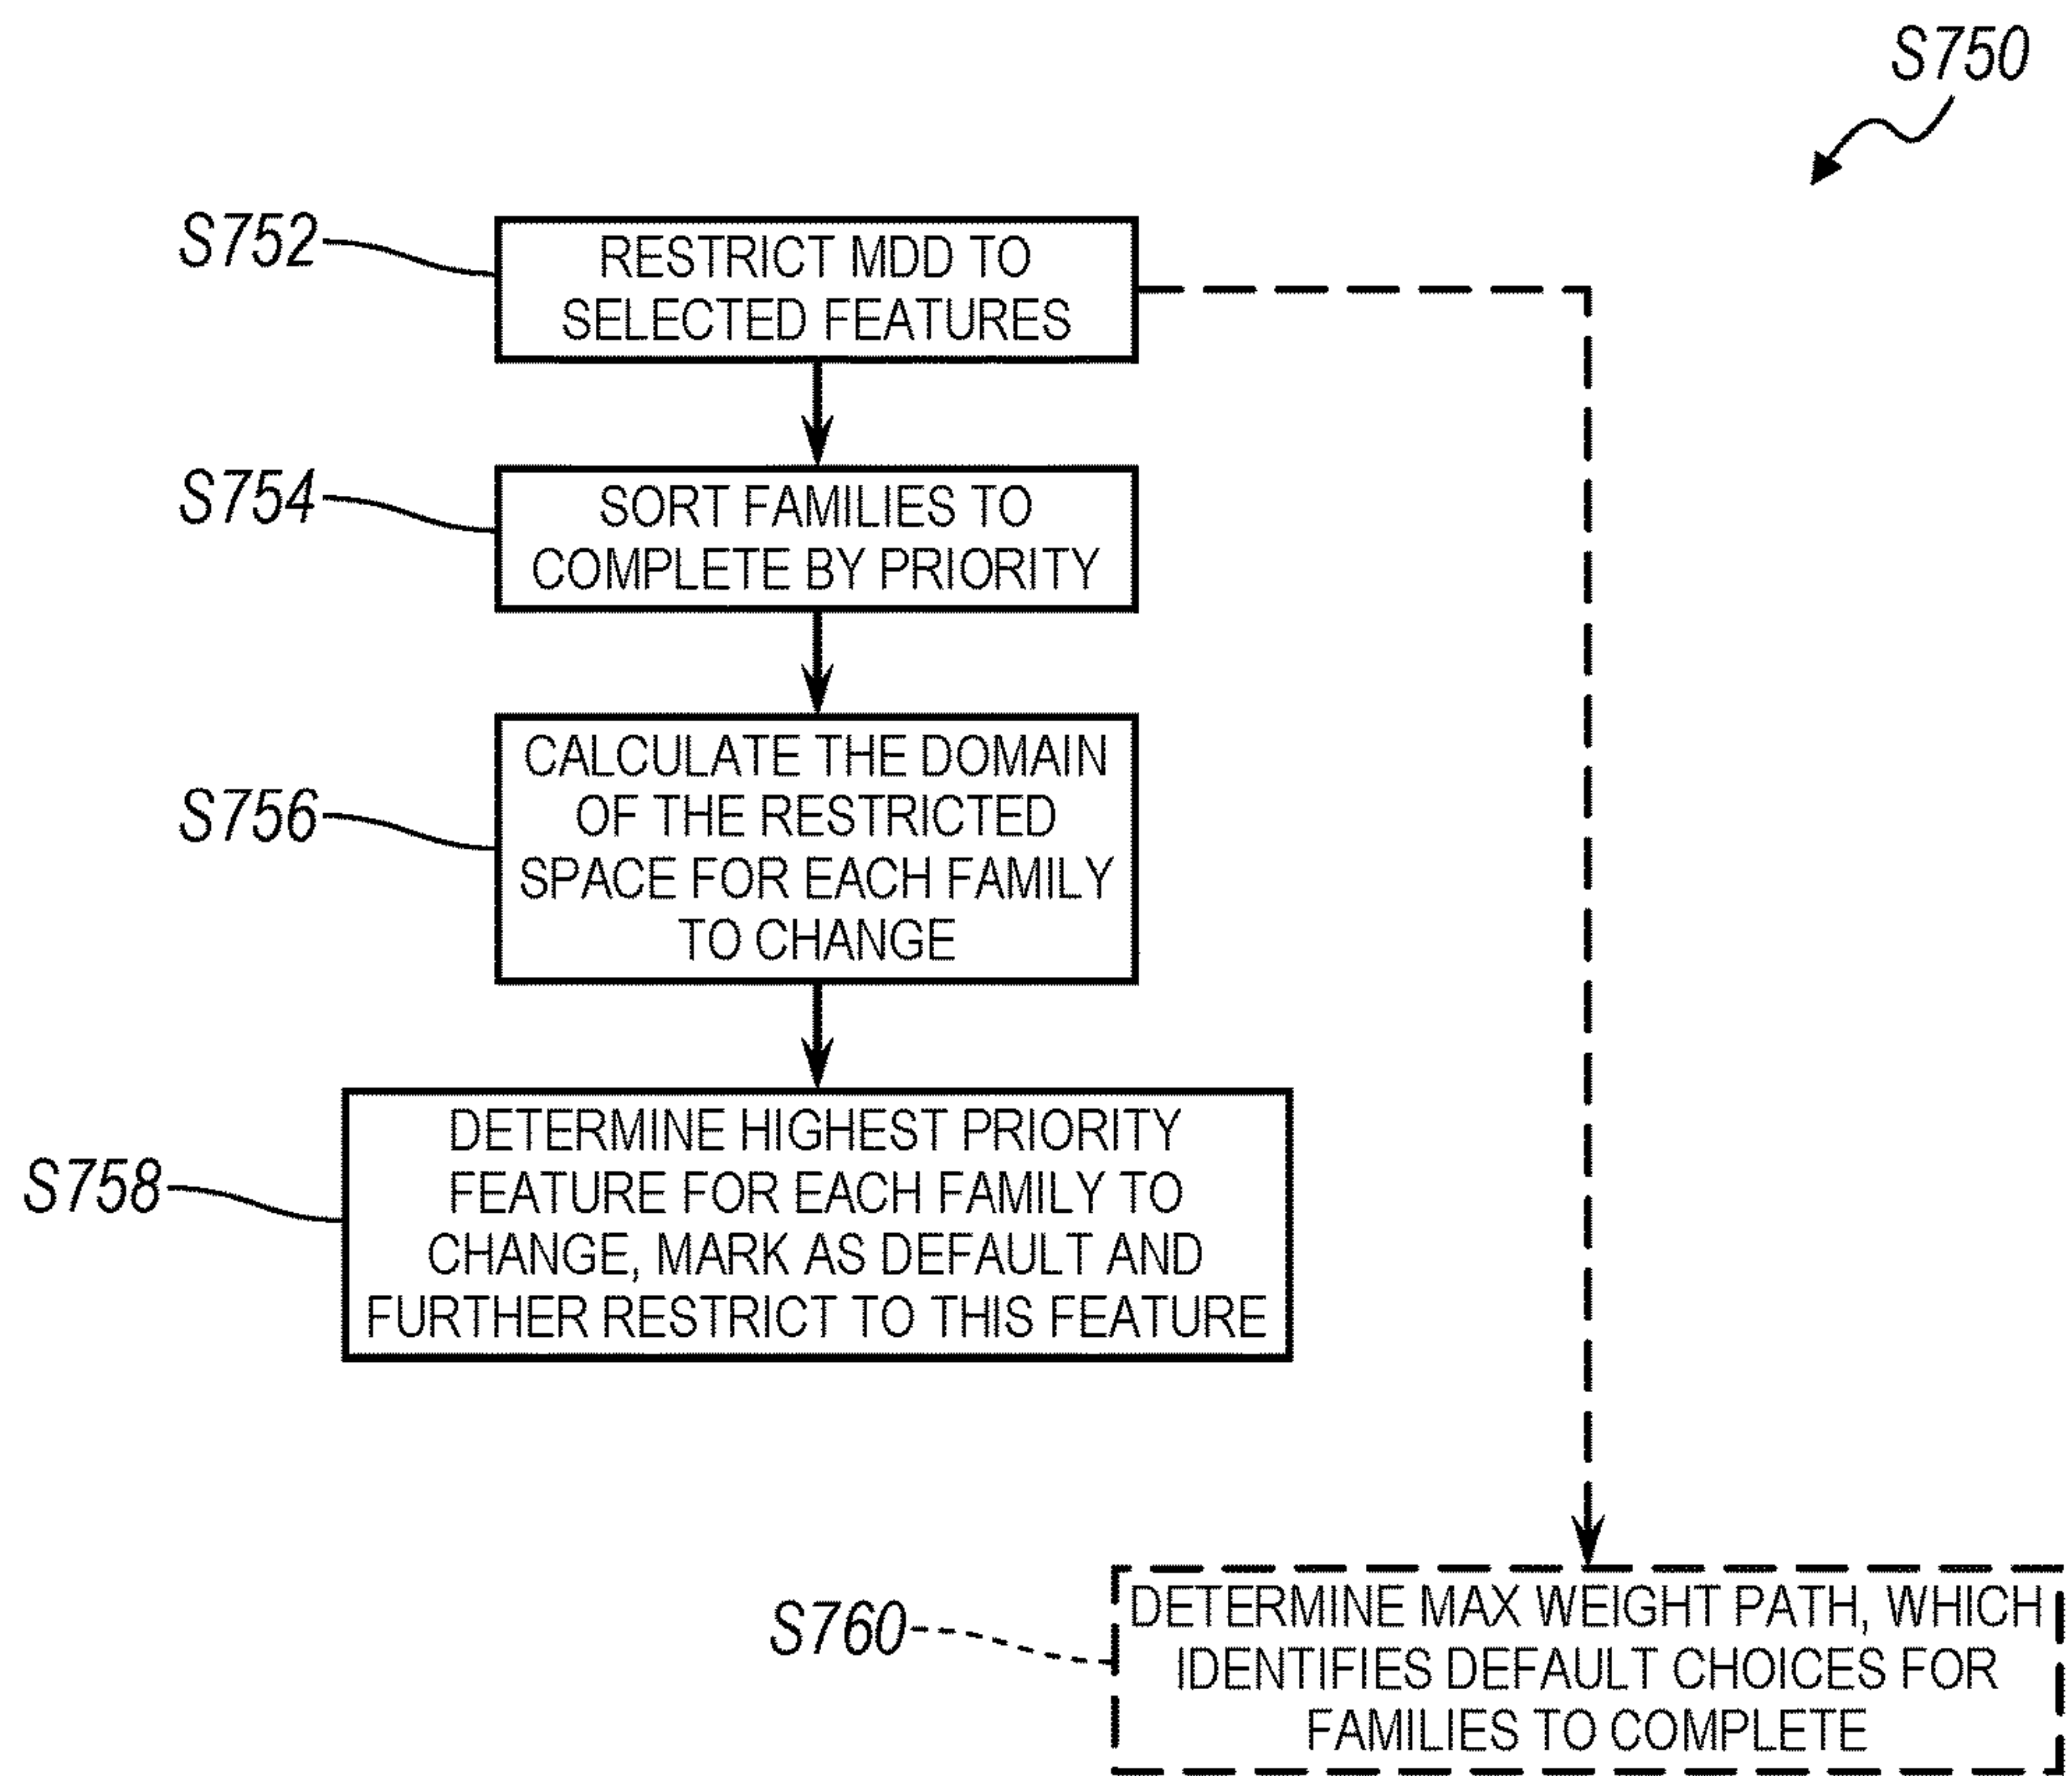 S750
S752
RESTRICT MDD TO
SELECTED FEATURES
S754
SORT FAMILIES TO
COMPLETE BY PRIORITY
S756
CALCULATE THE DOMAIN
OF THE RESTRICTED
SPACE FOR EACH FAMILY
TO CHANGE
S758
DETERMINE HIGHEST PRIORITY
FEATURE FOR EACH FAMILY TO
CHANGE, MARK AS DEFAULT AND
FURTHER RESTRICT TO THIS FEATURE
S760
DETERMINE MAX WEIGHT PATH, WHICH
IDENTIFIES DEFAULT CHOICES FOR
FAMILIES TO COMPLETE